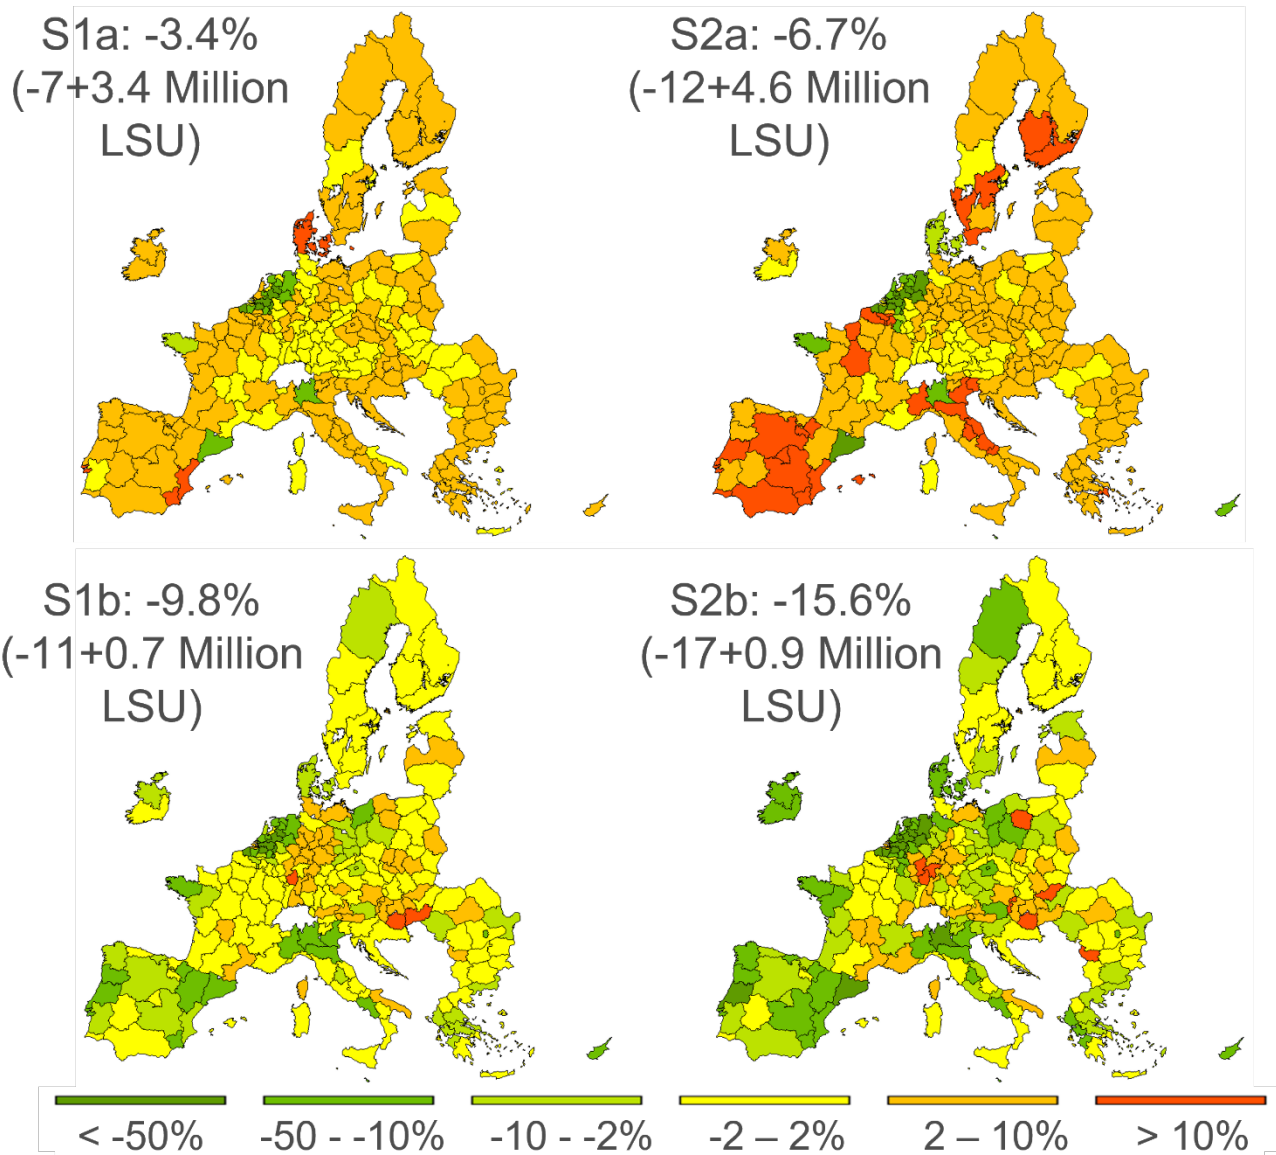 S1a: -3.4%
(-7+3.4 Million
LSU)
S2a: -6.7%
(-12+4.6 Million
LSU)
S1b: -9.8%
(-11+0.7 Million
LSU)
S2b: -15.6%
(-17+0.9 Million
LSU)
< -50%
-50 - -10%
-10 - -2%
-2 – 2%
2 – 10%
> 10%